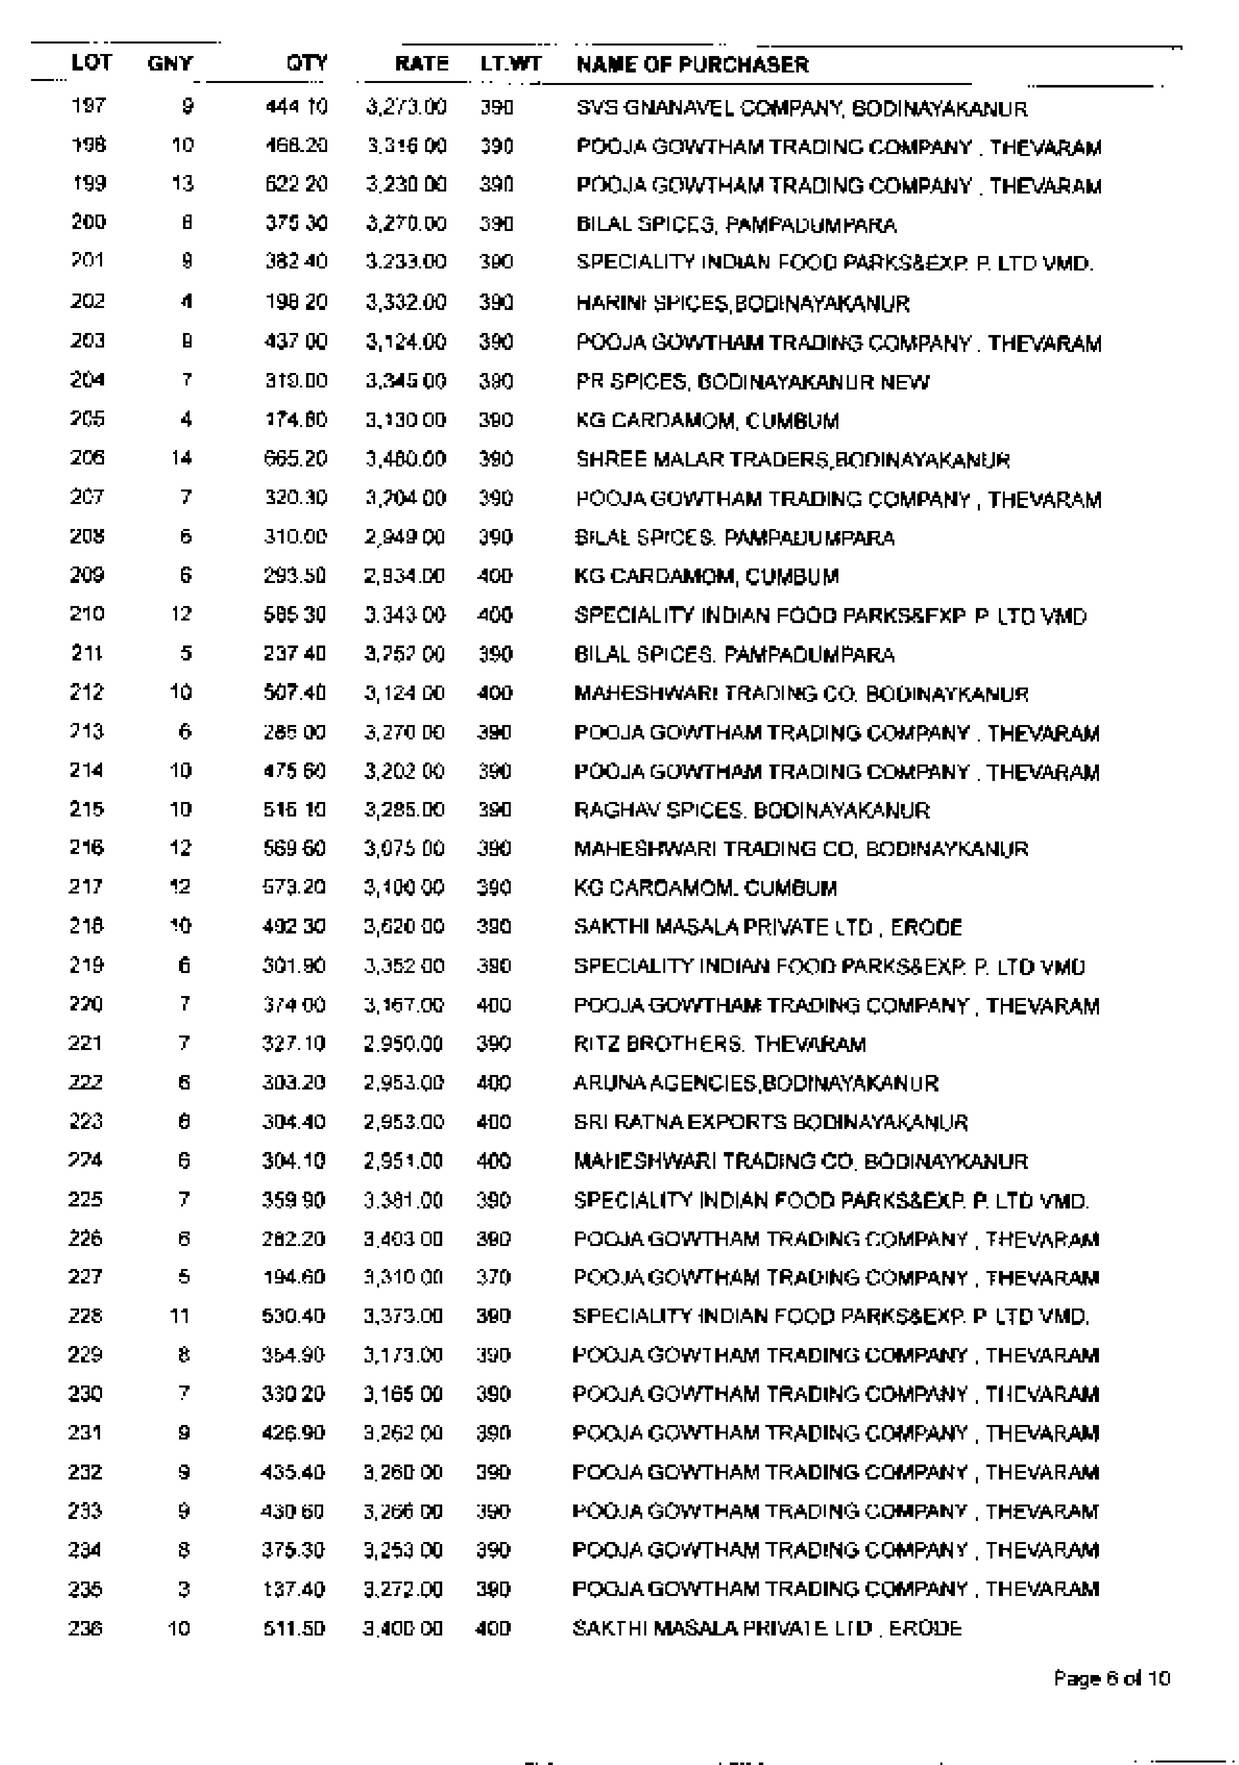 LOT GNY QTY RATE LT.WT NAME OF PURCHASER
197 9 444.10 3,273.00 390 SVS GNANAVEL COMPANY, BODINAYAKANUR
198 10 468.20 3,316.00 390 POOJA GOWTHAM TRADING COMPANY , THEVARAM
199 13 622.20 3,230.00 390 POOJA GOWTHAM TRADING COMPANY , THEVARAM
200 8 375.30 3,270.00 390 BILAL SPICES, PAMPADUMPARA
201 9 382.40 3,233.00 390 SPECIALITY INDIAN FOOD PARKS&EXP. P. LTD VMD.
202 4 198.20 3,332.00 390 HARINI SPICES,BODINAYAKANUR
203 9 437.00 3,124.00 390 POOJA GOWTHAM TRADING COMPANY , THEVARAM
204 7 319.00 3,345.00 390 PR SPICES, BODINAYAKANUR NEW
205 4 174.80 3,130.00 390 KG CARDAMOM, CUMBUM
206 14 665.20 3,480.00 390 SHREE MALAR TRADERS,BODINAYAKANUR
207 7 320.30 3,204.00 390 POOJA GOWTHAM TRADING COMPANY , THEVARAM
208 6 310.00 2,949.00 390 BILAL SPICES, PAMPADUMPARA
209 6 293.50 2,934.00 400 KG CARDAMOM, CUMBUM
210 12 585.30 3,343.00 400 SPECIALITY INDIAN FOOD PARKS&EXP. P. LTD VMD.
211 5 237.40 3,252.00 390 BILAL SPICES, PAMPADUMPARA
212 10 507.40 3,124.00 400 MAHESHWARI TRADING CO, BODINAYKANUR
213 6 285.00 3,270.00 390 POOJA GOWTHAM TRADING COMPANY , THEVARAM
214 10 475.60 3,202.00 390 POOJA GOWTHAM TRADING COMPANY , THEVARAM
215 10 516.10 3,285.00 390 RAGHAV SPICES, BODINAYAKANUR
216 12 569.60 3,075.00 390 MAHESHWARI TRADING CO, BODINAYKANUR
217 12 573.20 3,100.00 390 KG CARDAMOM, CUMBUM
218 10 492.30 3,620.00 390 SAKTHI MASALA PRIVATE LTD , ERODE
219 6 301.90 3,352.00 390 SPECIALITY INDIAN FOOD PARKS&EXP. P. LTD VMD.
220 7 374.00 3,167.00 400 POOJA GOWTHAM TRADING COMPANY , THEVARAM
221 7 327.10 2,950.00 390 RITZ BROTHERS, THEVARAM
222 6 303.20 2,953.00 400 ARUNA AGENCIES,BODINAYAKANUR
223 6 304.40 2,953.00 400 SRI RATNA EXPORTS BODINAYAKANUR
224 6 304.10 2,951.00 400 MAHESHWARI TRADING CO, BODINAYKANUR
225 7 359.90 3,381.00 390 SPECIALITY INDIAN FOOD PARKS&EXP. P. LTD VMD.
226 6 282.20 3,403.00 390 POOJA GOWTHAM TRADING COMPANY , THEVARAM
227 5 194.60 3,310.00 370 POOJA GOWTHAM TRADING COMPANY , THEVARAM
228 11 530.40 3,373.00 390 SPECIALITY INDIAN FOOD PARKS&EXP. P. LTD VMD.
229 8 354.90 3,173.00 390 POOJA GOWTHAM TRADING COMPANY , THEVARAM
230 7 330.20 3,165.00 390 POOJA GOWTHAM TRADING COMPANY , THEVARAM
231 9 426.90 3,262.00 390 POOJA GOWTHAM TRADING COMPANY , THEVARAM
232 9 435.40 3,260.00 390 POOJA GOWTHAM TRADING COMPANY , THEVARAM
233 9 430.60 3,266.00 390 POOJA GOWTHAM TRADING COMPANY , THEVARAM
234 8 375.30 3,253.00 390 POOJA GOWTHAM TRADING COMPANY , THEVARAM
235 3 137.40 3,272.00 390 POOJA GOWTHAM TRADING COMPANY , THEVARAM
236 10 511.50 3,400.00 400 SAKTHI MASALA PRIVATE LTD , ERODE
Page 6 of 10